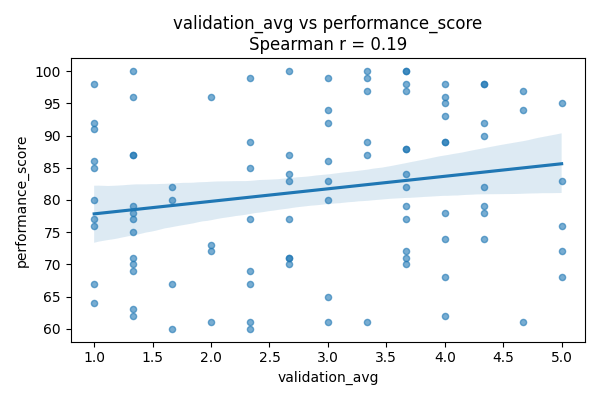 validation_avg vs performance_score
Spearman r = 0.19
performance_score
100
95
90
85
80
75
70
65
60
1.0 1.5 2.0 2.5 3.0 3.5 4.0 4.5 5.0
validation_avg